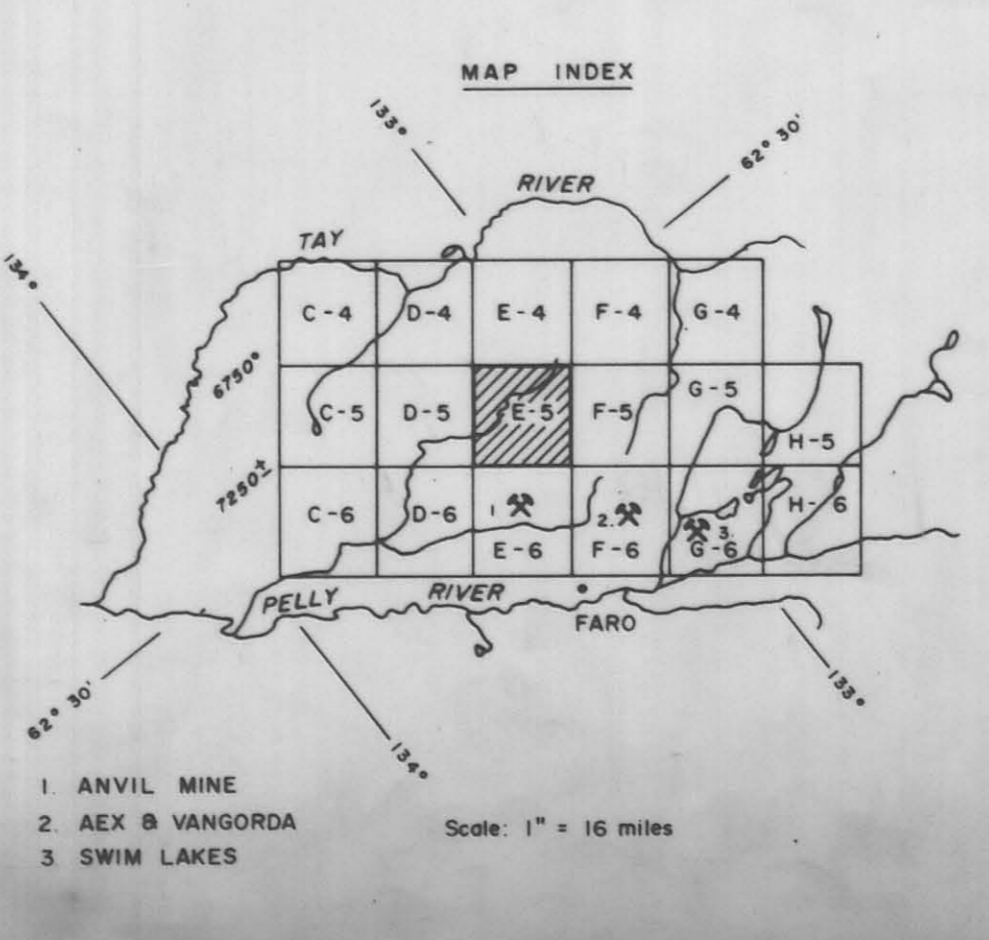 MAP INDEX
133°
62° 30'
RIVER
TAY
134°
C-4 D-4 E-4 F-4 G-4
6750°
C-5 D-5 E-5 F-5 G-5
H-5
7250±
C-6 D-6 1. 2. 3. H-6
E-6 F-6 G-6
PELLY RIVER
FARO
62° 30'
134°
133°
1. ANVIL MINE
2. AEX & VANGORDA
3 SWIM LAKES
Scale: 1" = 16 miles